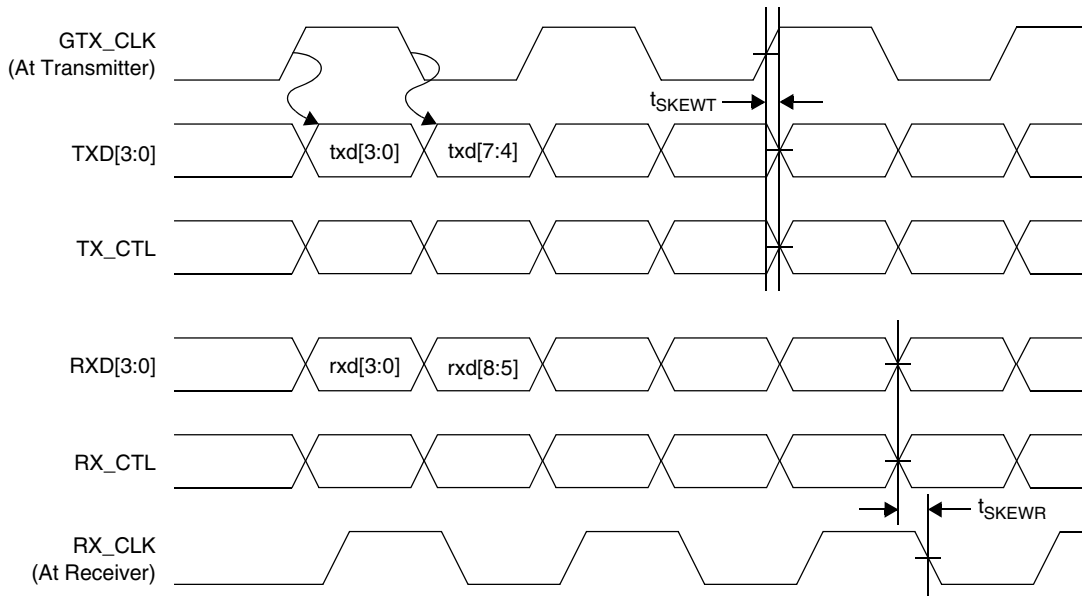 GTX_CLK
(At Transmitter)
tSKEWT
TXD[3:0]
txd[3:0]
txd[7:4]
TX_CTL
RXD[3:0]
rxd[3:0]
rxd[8:5]
RX_CTL
tSKEWR
RX_CLK
(At Receiver)